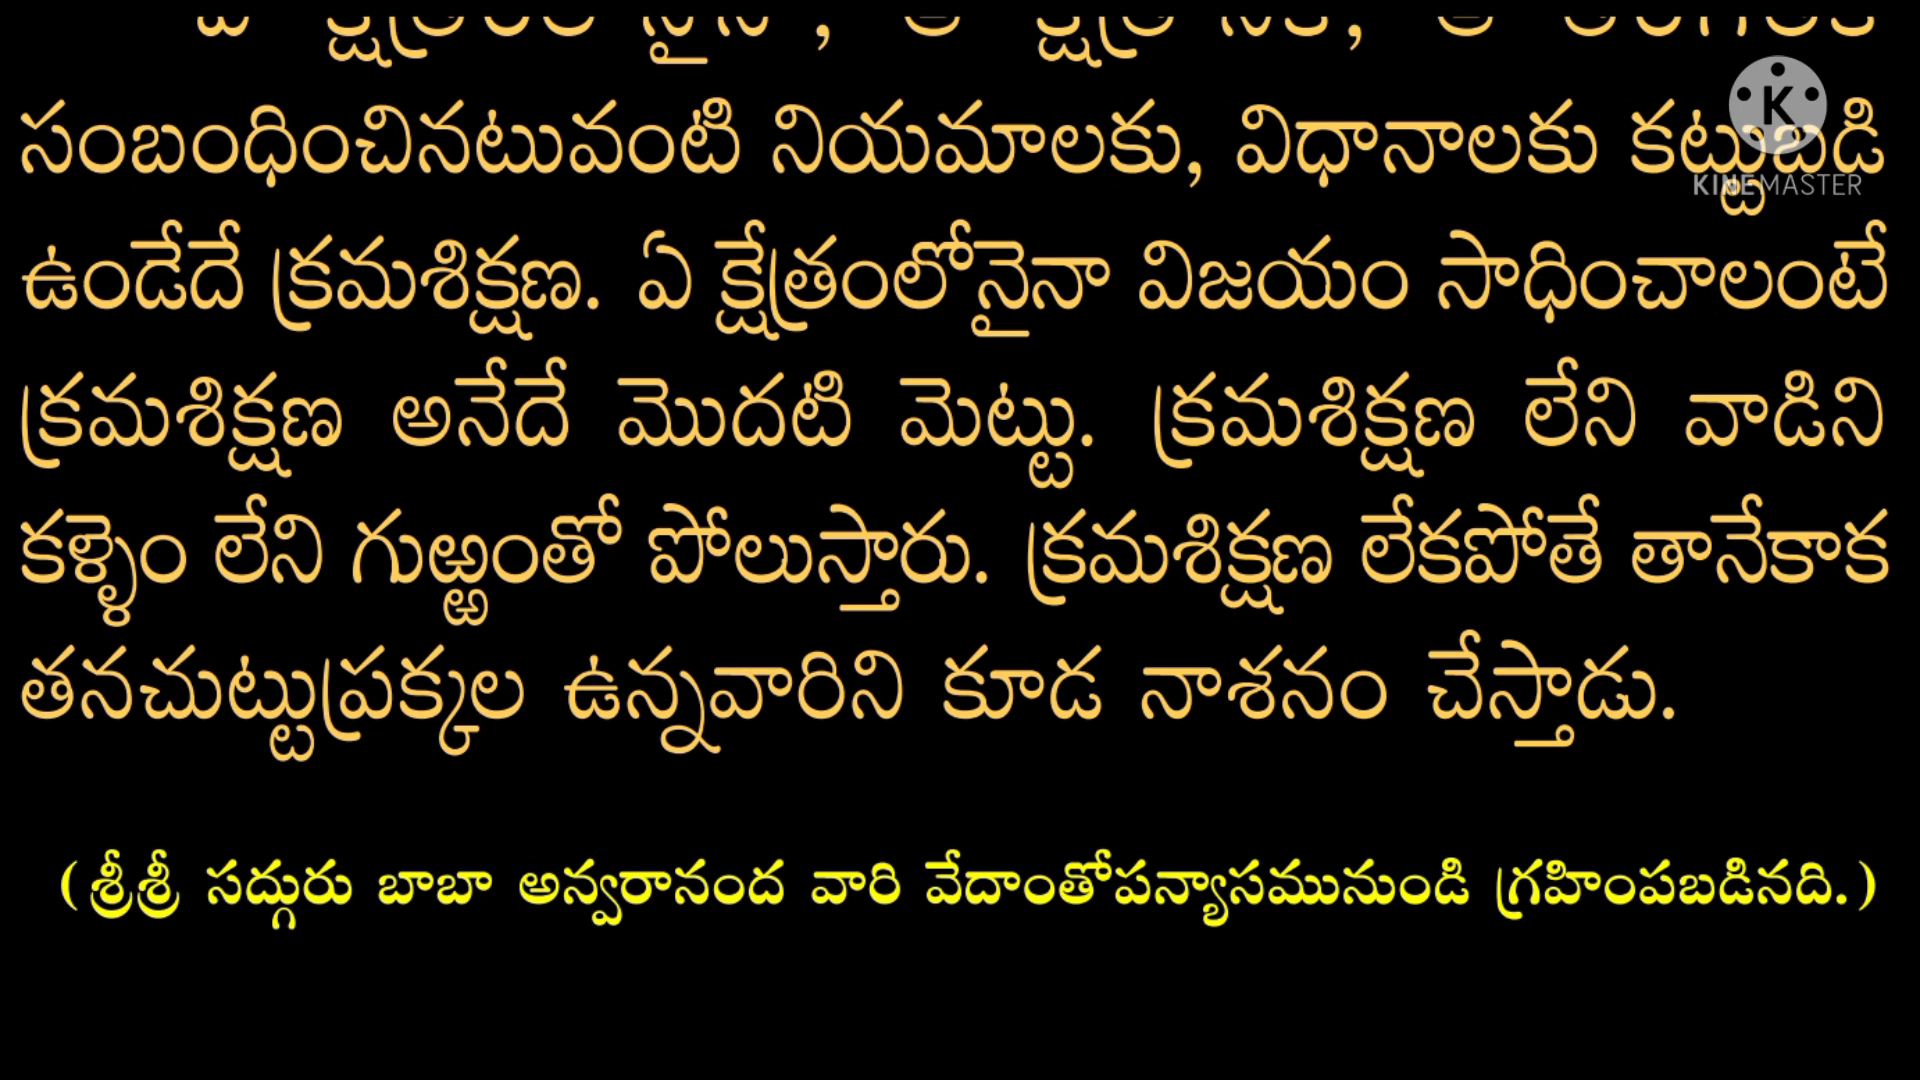 సంబంధించినటువంటి నియమాలకు, విధానాలకు కట్టుబడి
KINEMASTER
ఉండేదే క్రమశిక్షణ. ఏ క్షేత్రంలోనైనా విజయం సాధించాలంటే
క్రమశిక్షణ అనేదే మొదటి మెట్టు. క్రమశిక్షణ లేని వాడిని
కళ్ళెం లేని గుఱ్ఱంతో పోలుస్తారు. క్రమశిక్షణ లేకపోతే తానేకాక
తనచుట్టుప్రక్కల ఉన్నవారిని కూడ నాశనం చేస్తాడు.
(శ్రీశ్రీ సద్గురు బాబా అన్వరానంద వారి వేదాంతోపన్యాసమునుండి గ్రహింపబడినది.)